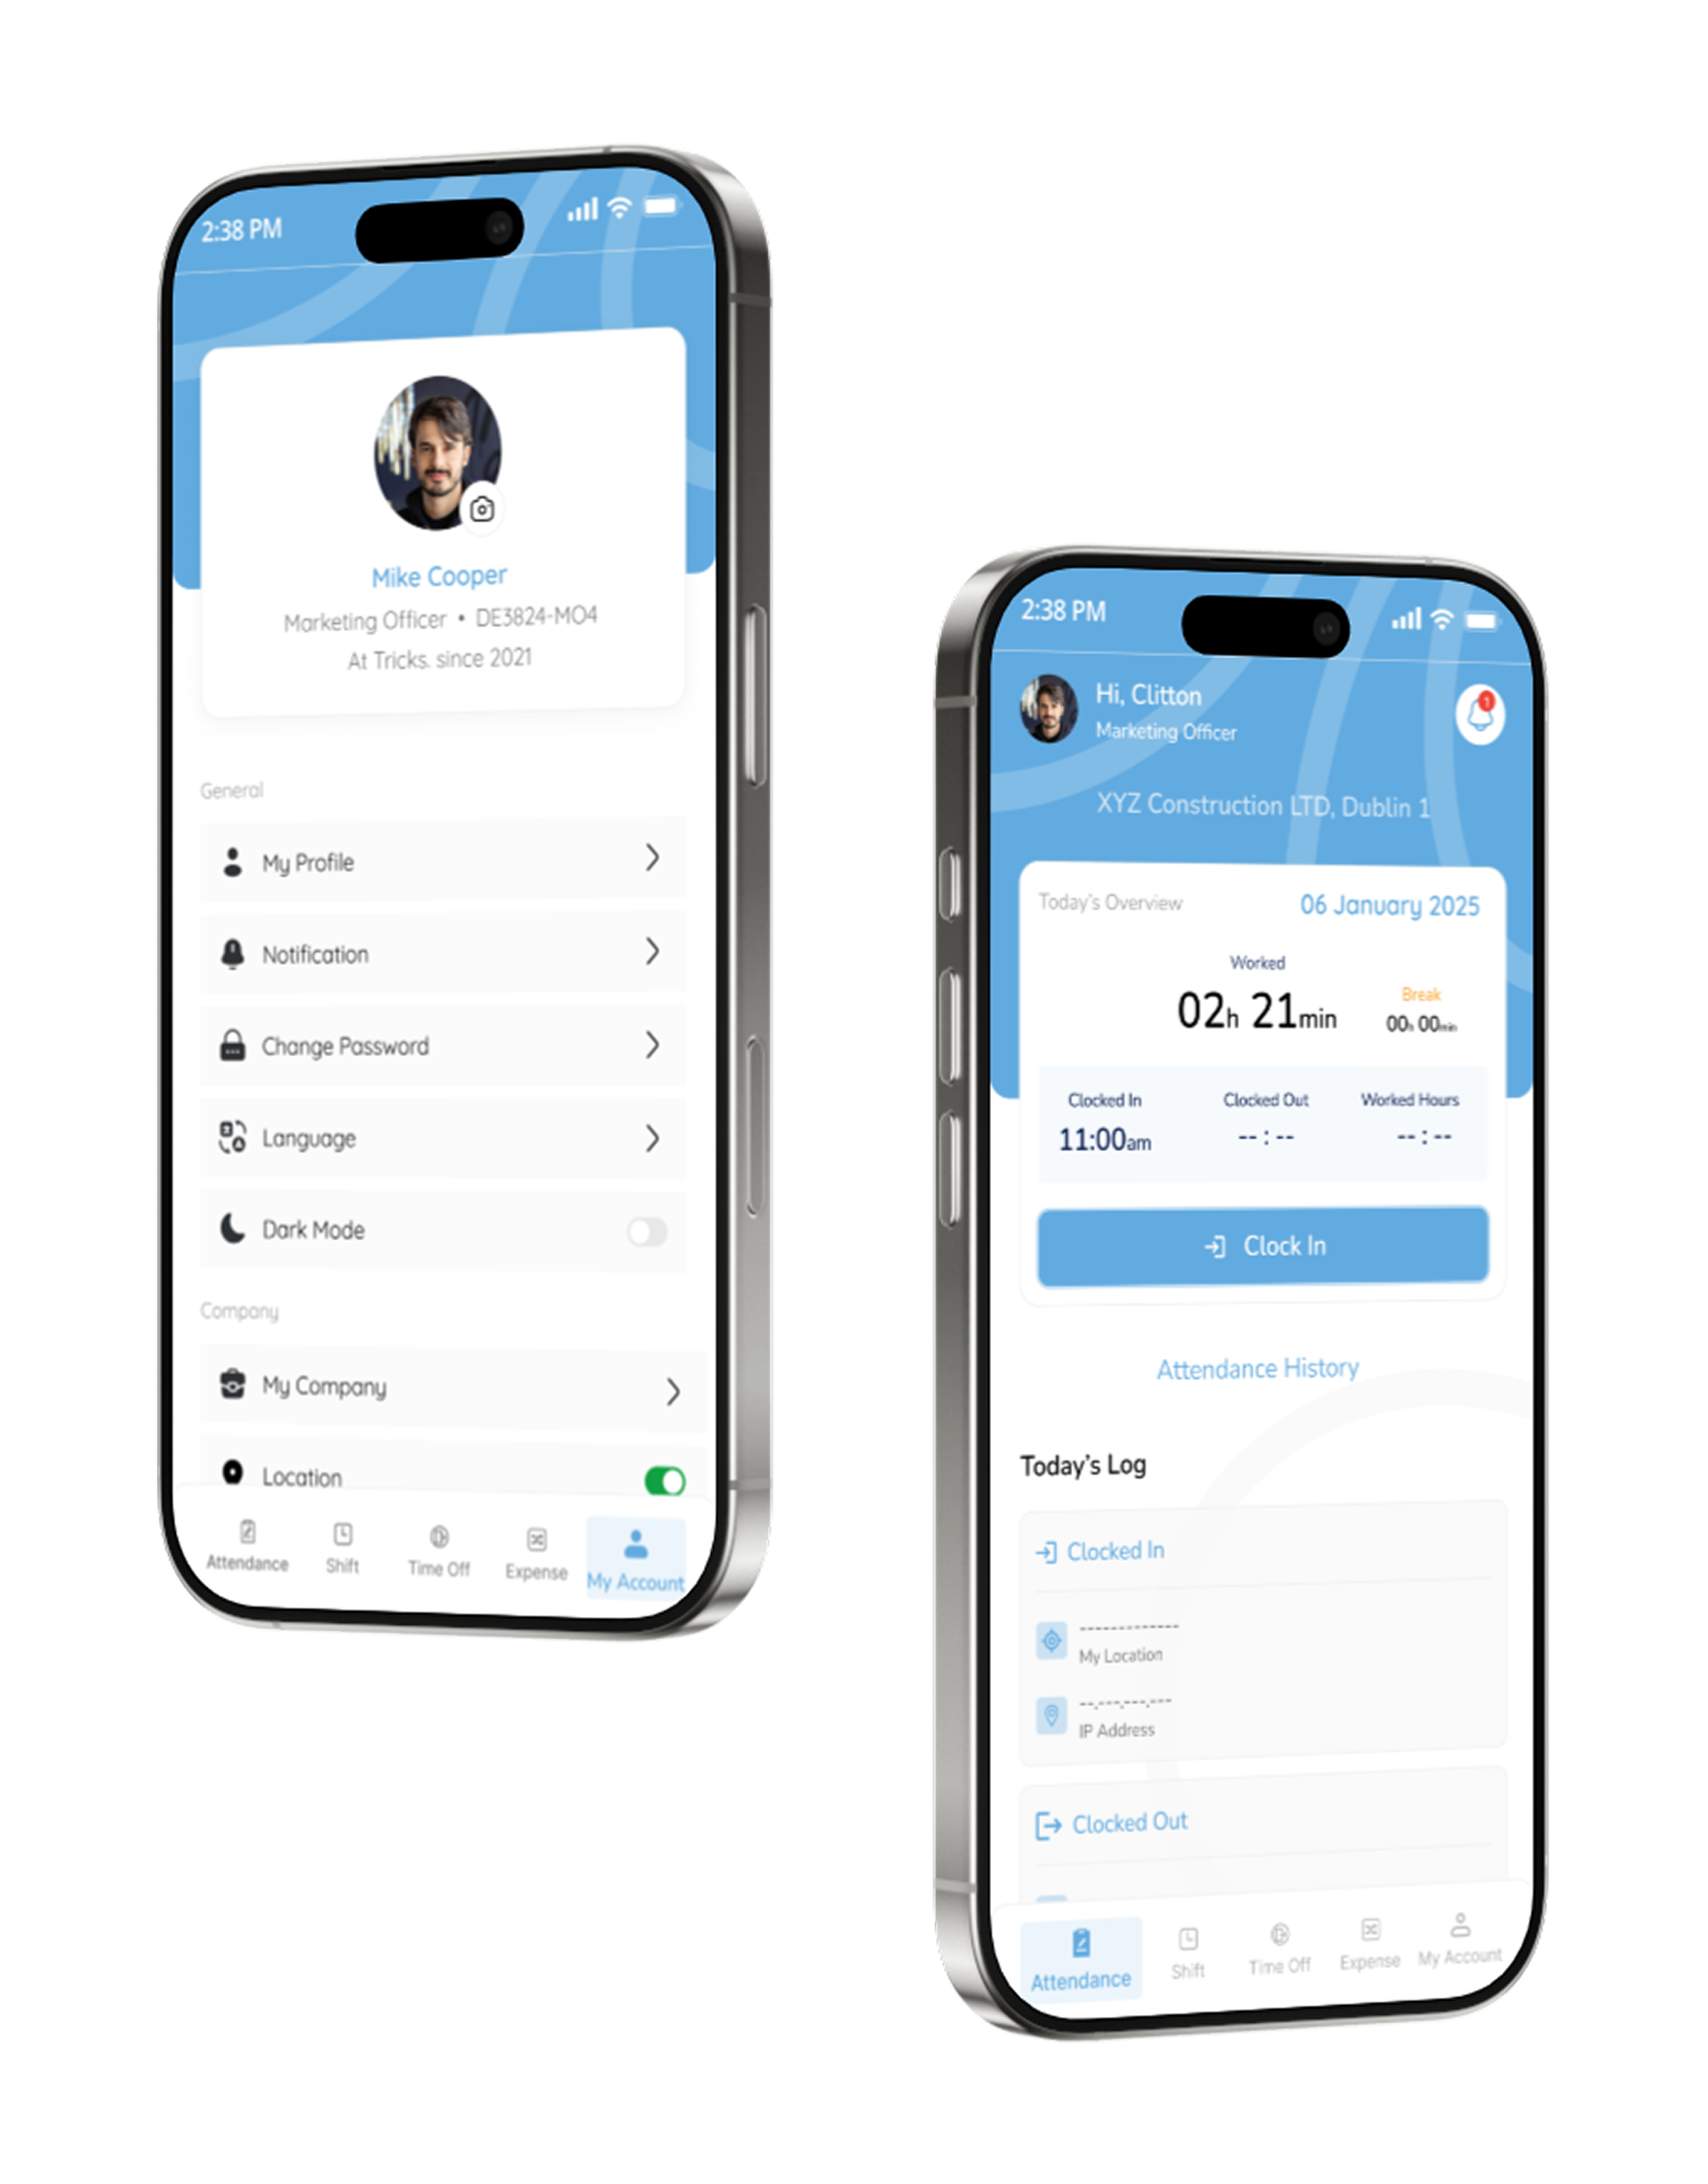 2:38 PM
Mike Cooper
Marketing Officer • DE3824-MO4
At Tricks. since 2021
General
My Profile
Notification
Change Password
Language
Dark Mode
Company
My Company
Location
Attendance
Shift
Time Off
Expense
My Account
2:38 PM
Hi, Clitton
Marketing Officer
1
XYZ Construction LTD, Dublin 1
Today's Overview
06 January 2025
Worked
02h 21min
Break
00h 00min
Clocked In
Clocked Out
Worked Hours
11:00am
-- : --
-- : --
Clock In
Attendance History
Today's Log
Clocked In
-------------
My Location
--.---.---.---
IP Address
Clocked Out
Attendance
Shift
Time Off
Expense
My Account